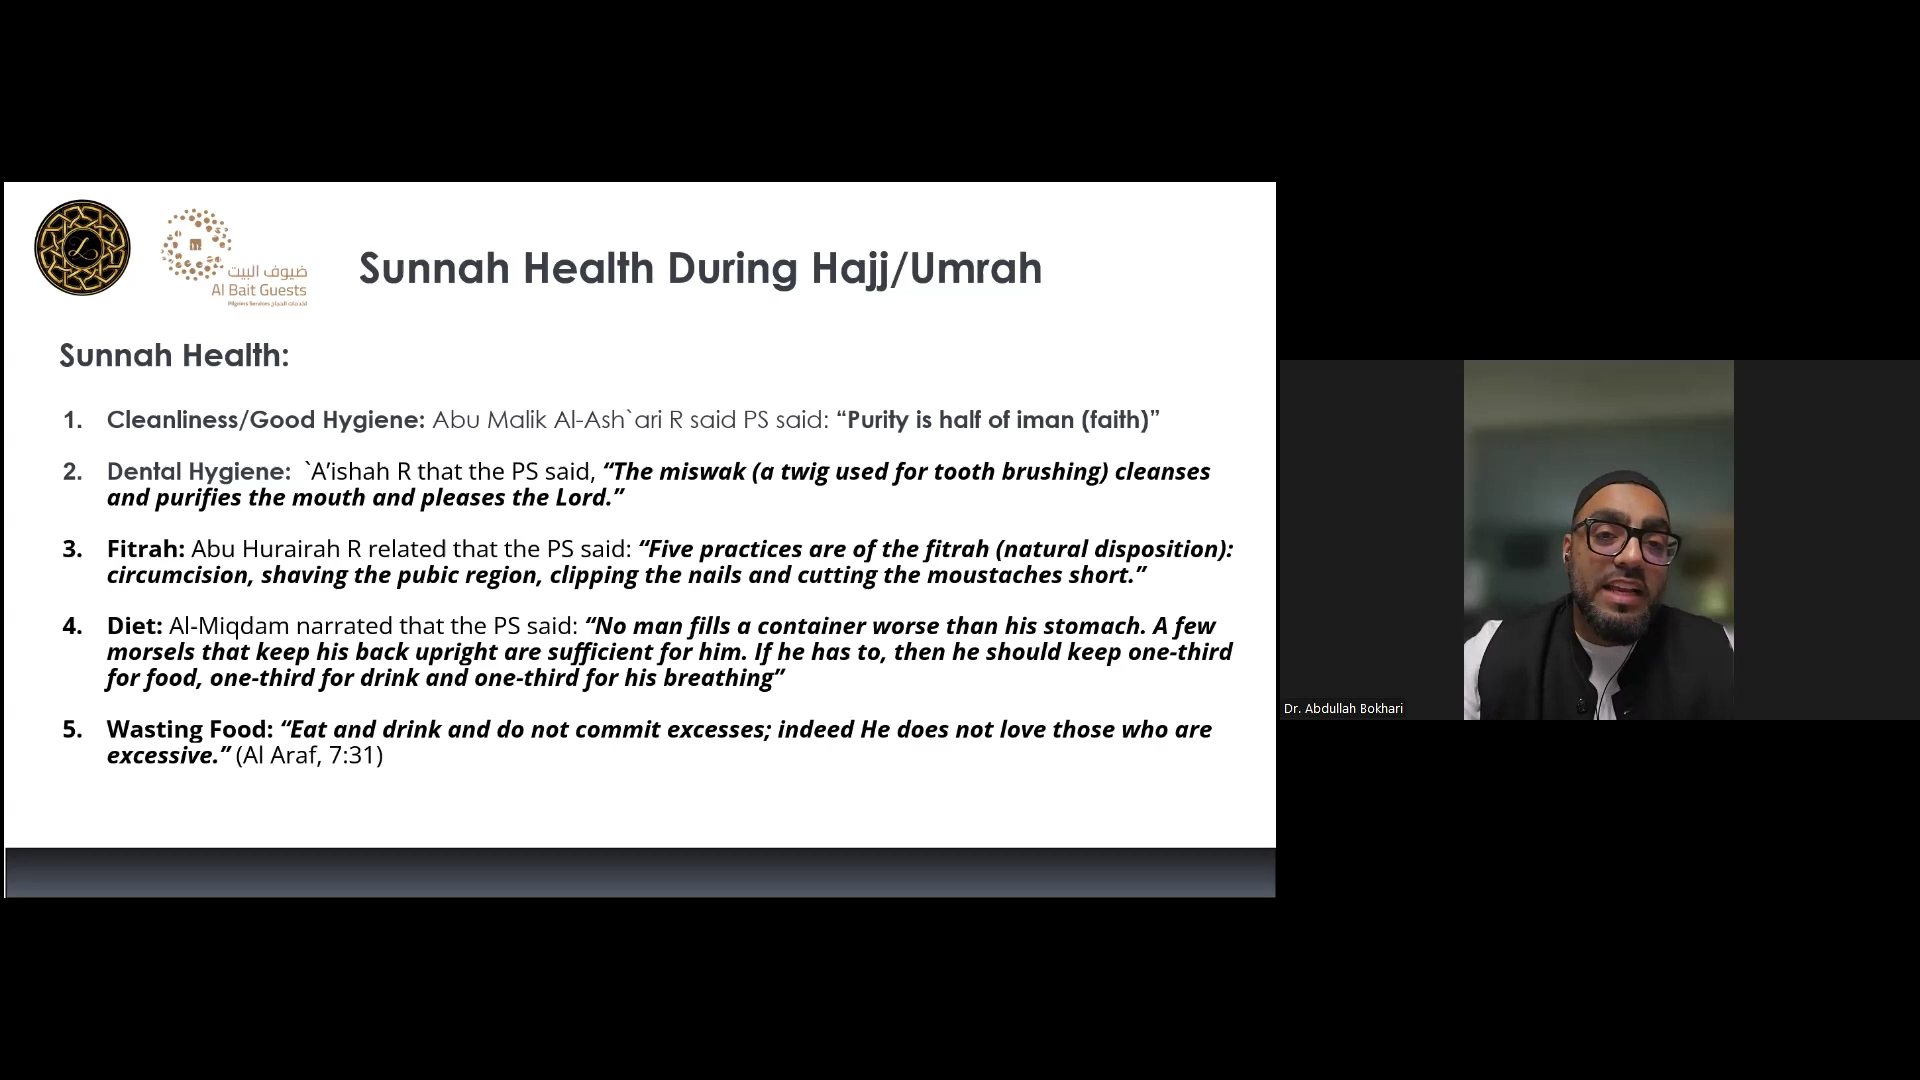 ضيوف البيت
Al Bait Guests
Pilgrims Services لخدمات الحجاج
Sunnah Health During Hajj/Umrah
Sunnah Health:
1. Cleanliness/Good Hygiene: Abu Malik Al-Ash`ari R said PS said: “Purity is half of iman (faith)”
2. Dental Hygiene: `A’ishah R that the PS said, “The miswak (a twig used for tooth brushing) cleanses
and purifies the mouth and pleases the Lord.”
3. Fitrah: Abu Hurairah R related that the PS said: “Five practices are of the fitrah (natural disposition):
circumcision, shaving the pubic region, clipping the nails and cutting the moustaches short.”
4. Diet: Al-Miqdam narrated that the PS said: “No man fills a container worse than his stomach. A few
morsels that keep his back upright are sufficient for him. If he has to, then he should keep one-third
for food, one-third for drink and one-third for his breathing”
5. Wasting Food: “Eat and drink and do not commit excesses; indeed He does not love those who are
excessive.” (Al Araf, 7:31)
Dr. Abdullah Bokhari